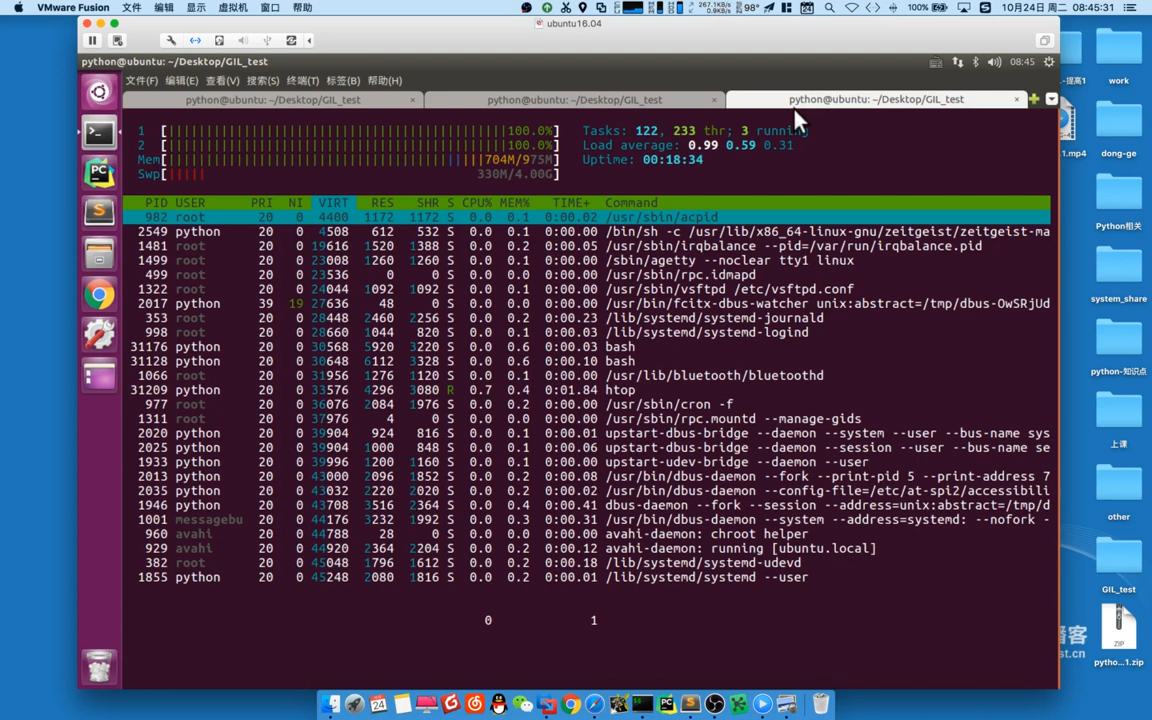 VMware Fusion 文件 编辑 显示 虚拟机 窗口 帮助 267.1KB/s 0.9KB/s 98° 24 100% 10月24日 周二 08:45:31
ubuntu16.04
python@ubuntu: ~/Desktop/GIL_test 08:45
文件(F) 编辑(E) 查看(V) 搜索(S) 终端(T) 标签(B) 帮助(H)
python@ubuntu: ~/Desktop/GIL_test × python@ubuntu: ~/Desktop/GIL_test × python@ubuntu: ~/Desktop/GIL_test ×
1 [||||||||||||||||||||||||||||||||||||||||||||||100.0%] Tasks: 122, 233 thr; 3 running
2 [||||||||||||||||||||||||||||||||||||||||||||||100.0%] Load average: 0.99 0.59 0.31
Mem[|||||||||||||||||||||||||||||||||||||||||||704M/975M] Uptime: 00:18:34
Swp[||||| 330M/4.00G]
PID USER PRI NI VIRT RES SHR S CPU% MEM% TIME+ Command
982 root 20 0 4400 1172 1172 S 0.0 0.1 0:00.02 /usr/sbin/acpid
2549 python 20 0 4508 612 532 S 0.0 0.1 0:00.00 /bin/sh -c /usr/lib/x86_64-linux-gnu/zeitgeist/zeitgeist-ma
1481 root 20 0 19616 1520 1388 S 0.0 0.2 0:00.00 /usr/sbin/irqbalance --pid=/var/run/irqbalance.pid
1499 root 20 0 23008 1260 1260 S 0.0 0.1 0:00.00 /sbin/agetty --noclear tty1 linux
499 root 20 0 23536 0 0 S 0.0 0.0 0:00.00 /usr/sbin/rpc.idmapd
1322 root 20 0 24044 1092 1092 S 0.0 0.1 0:00.00 /usr/sbin/vsftpd /etc/vsftpd.conf
2017 python 39 19 27636 48 0 S 0.0 0.0 0:00.00 /usr/bin/fcitx-dbus-watcher unix:abstract=/tmp/dbus-OwSRjUd
353 root 20 0 28448 2460 2256 S 0.0 0.2 0:00.23 /lib/systemd/systemd-journald
998 root 20 0 28660 1044 820 S 0.0 0.1 0:00.03 /lib/systemd/systemd-logind
31176 python 20 0 30568 5920 3220 S 0.0 0.6 0:00.03 bash
31128 python 20 0 30648 6112 3328 S 0.0 0.6 0:00.10 bash
1066 root 20 0 31956 1276 1120 S 0.0 0.1 0:00.00 /usr/lib/bluetooth/bluetoothd
31209 python 20 0 33576 4296 3080 R 0.7 0.4 0:01.84 htop
977 root 20 0 36076 2084 1976 S 0.0 0.2 0:00.00 /usr/sbin/cron -f
1311 root 20 0 37976 4 0 S 0.0 0.0 0:00.00 /usr/sbin/rpc.mountd --manage-gids
2020 python 20 0 39904 924 816 S 0.0 0.1 0:00.01 upstart-dbus-bridge --daemon --system --user --bus-name sys
2025 python 20 0 39904 1000 848 S 0.0 0.1 0:00.06 upstart-dbus-bridge --daemon --session --user --bus-name se
1933 python 20 0 39996 1200 1160 S 0.0 0.1 0:00.00 upstart-udev-bridge --daemon --user
2013 python 20 0 43000 2096 1852 S 0.0 0.2 0:00.08 /usr/bin/dbus-daemon --fork --print-pid 5 --print-address 7
2035 python 20 0 43032 2220 2020 S 0.0 0.2 0:00.02 /usr/bin/dbus-daemon --config-file=/etc/at-spi2/accessibili
1946 python 20 0 43708 3516 2364 S 0.0 0.4 0:00.41 dbus-daemon --fork --session --address=unix:abstract=/tmp/d
1001 messagebu 20 0 44176 3232 1992 S 0.0 0.3 0:00.31 /usr/bin/dbus-daemon --system --address=systemd: --nofork -
960 avahi 20 0 44788 28 0 S 0.0 0.0 0:00.00 avahi-daemon: chroot helper
929 avahi 20 0 44920 2364 2204 S 0.0 0.2 0:00.12 avahi-daemon: running [ubuntu.local]
382 root 20 0 45048 1796 1612 S 0.0 0.2 0:00.18 /lib/systemd/systemd-udevd
1855 python 20 0 45248 2080 1816 S 0.0 0.2 0:00.01 /lib/systemd/systemd --user
0 1
-提高1
1.mp4
work
dong-ge
Python相关
system_share
python-知识点
上课
other
GIL_test
播客
st.cn
ZIP
pytho...1.zip
24